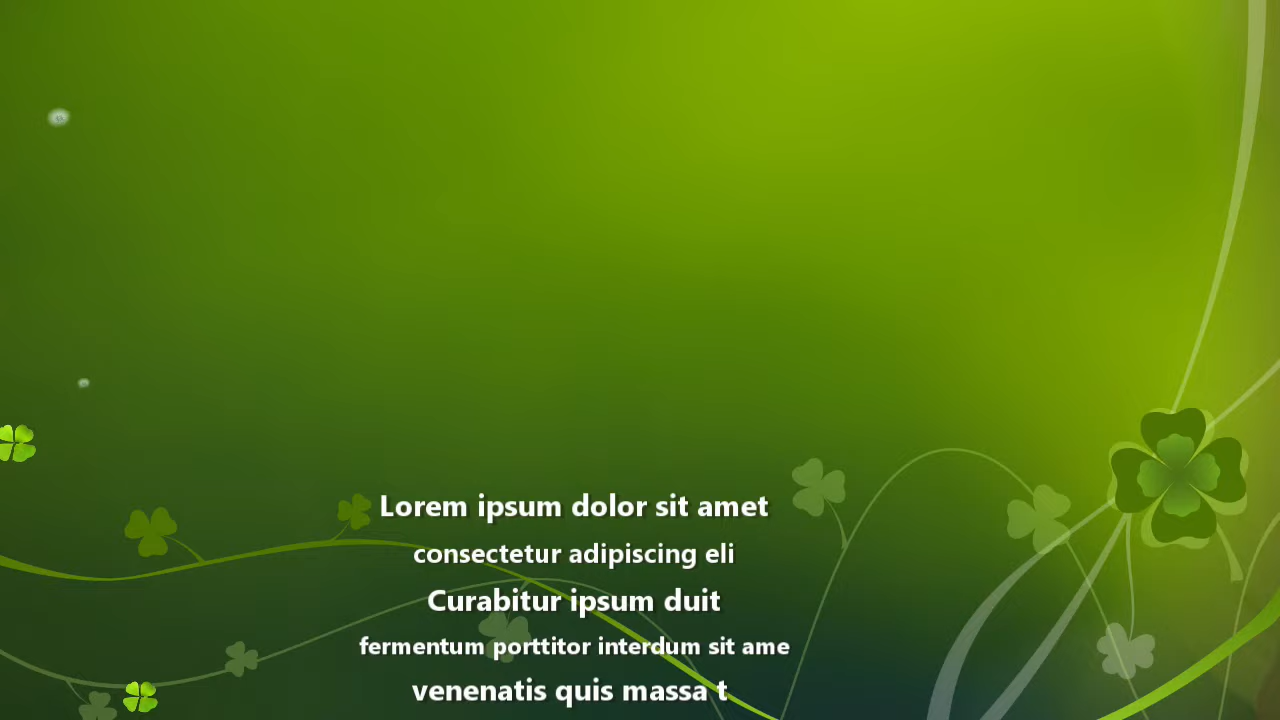 Lorem ipsum dolor sit amet
consectetur adipiscing eli
Curabitur ipsum duit
fermentum porttitor interdum sit ame
venenatis quis massa t